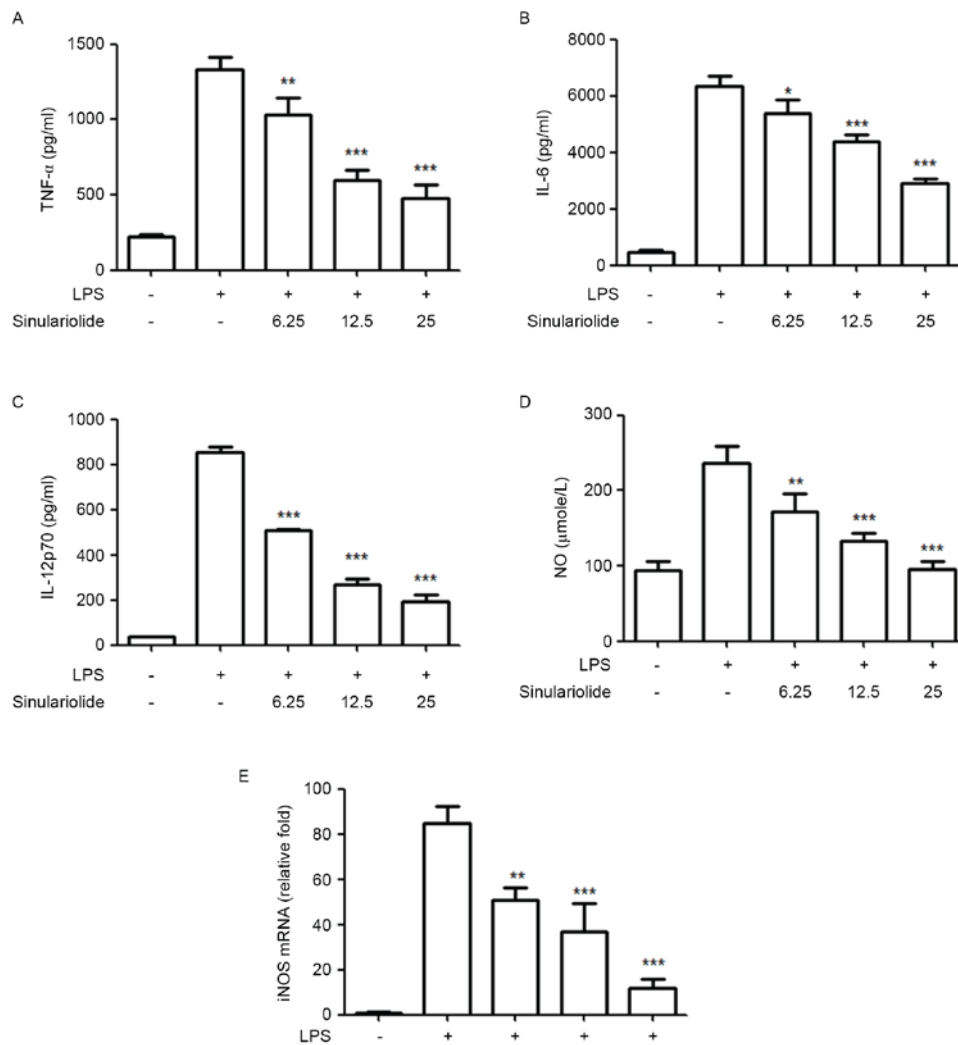 A
1500
1000
500
0
TNF-α (pg/ml)
** *** ***
LPS - + + + +
Sinulariolide - - 6.25 12.5 25
B
8000
6000
4000
2000
0
IL-6 (pg/ml)
* *** ***
LPS - + + + +
Sinulariolide - - 6.25 12.5 25
C
1000
800
600
400
200
0
IL-12p70 (pg/ml)
*** *** ***
LPS - + + + +
Sinulariolide - - 6.25 12.5 25
D
300
200
100
0
NO (μmole/L)
** *** ***
LPS - + + + +
Sinulariolide - - 6.25 12.5 25
E
100
80
60
40
20
0
iNOS mRNA (relative fold)
** *** ***
LPS - + + + +